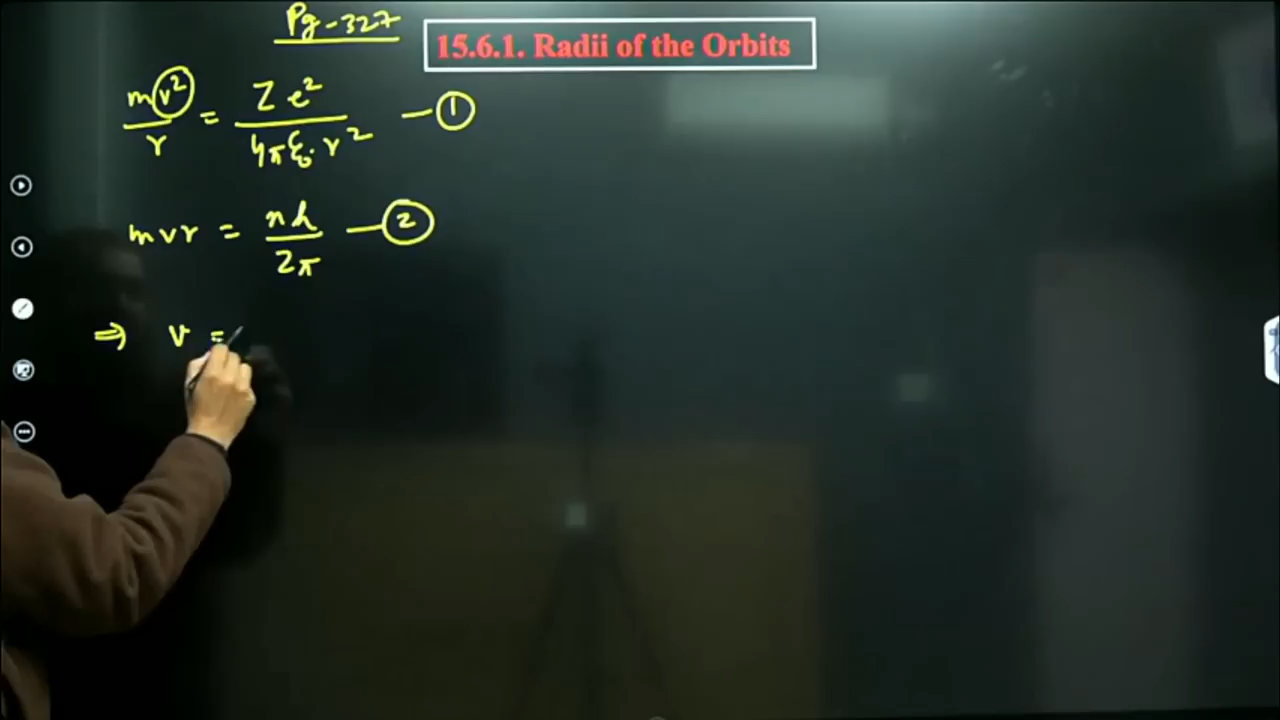 Pg-327
15.6.1. Radii of the Orbits
mv²/r = Ze²/4πε₀r² — ①
mvr = nh/2π — ②
⇒ v =